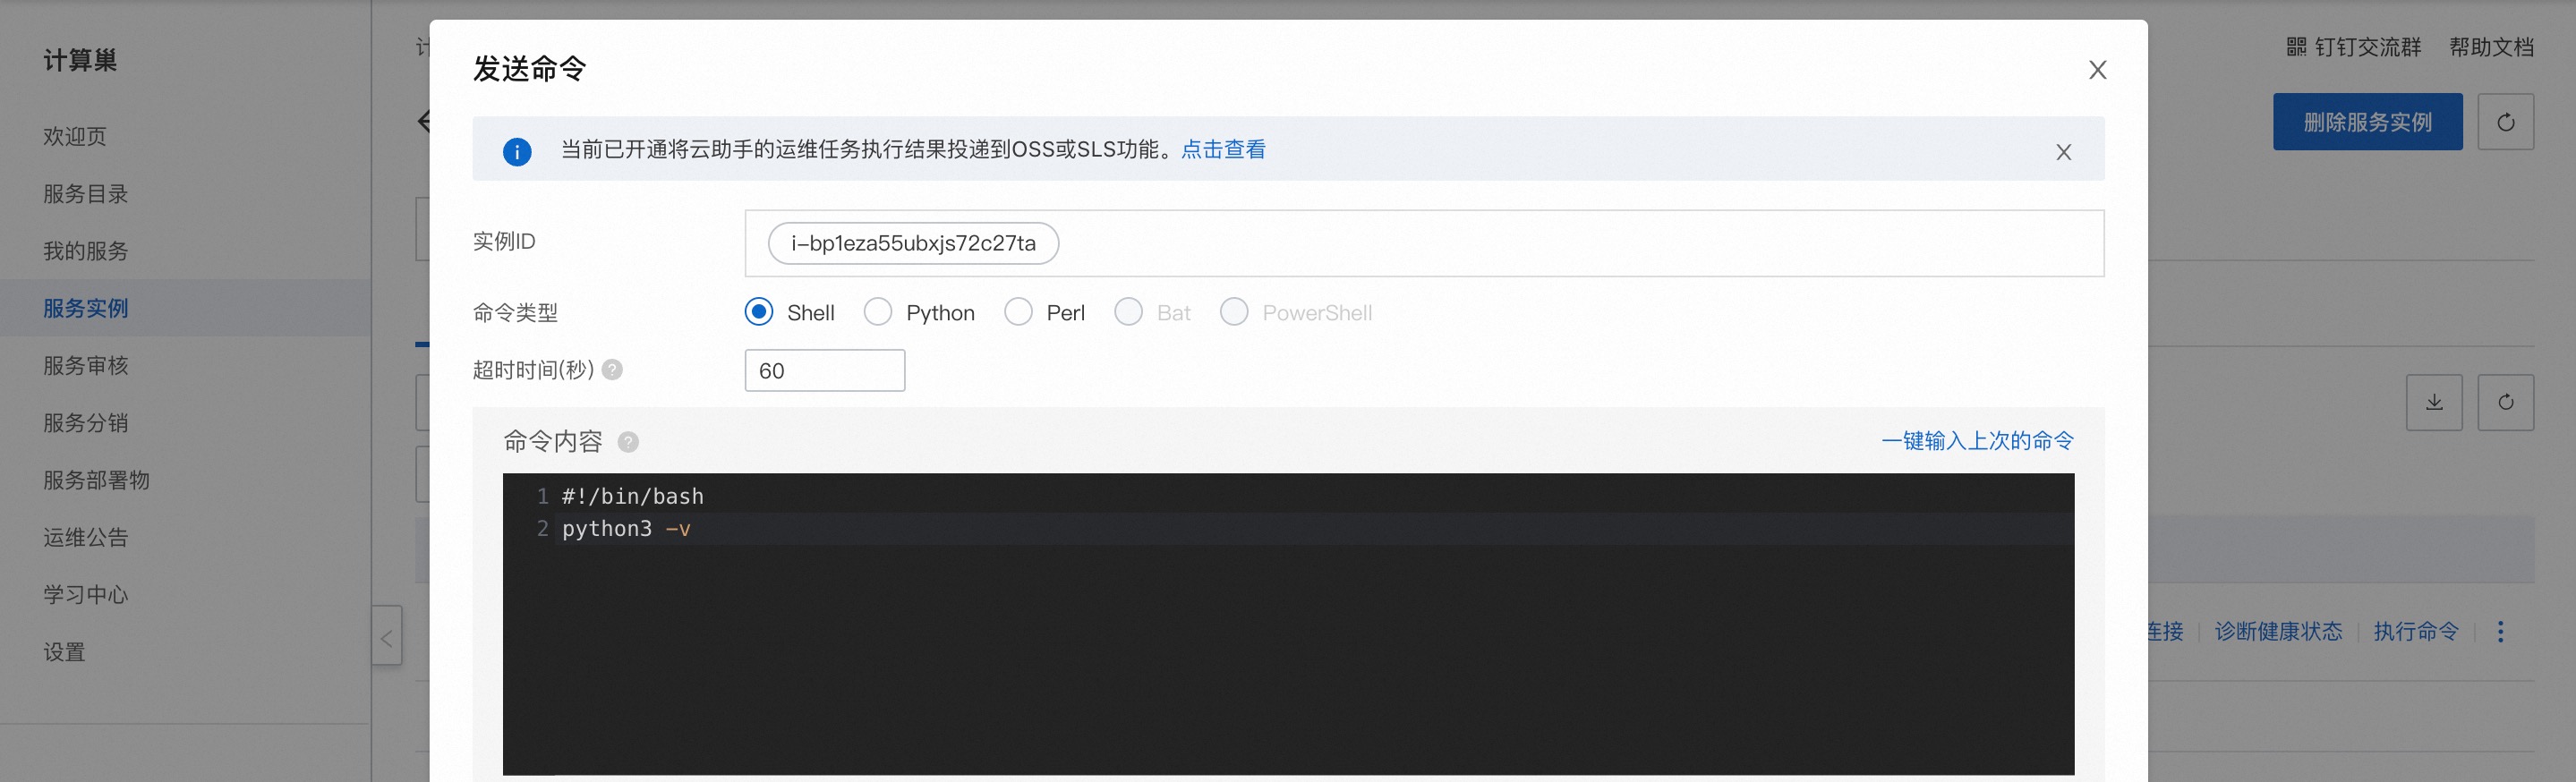 计算巢
欢迎页
服务目录
我的服务
服务实例
服务审核
服务分销
服务部署物
运维公告
学习中心
设置
钉钉交流群 帮助文档
删除服务实例
发送命令
当前已开通将云助手的运维任务执行结果投递到OSS或SLS功能。点击查看
实例ID
i-bp1eza55ubxjs72c27ta
命令类型
Shell Python Perl Bat PowerShell
超时时间(秒) ?
60
命令内容 ?
一键输入上次的命令
1 #!/bin/bash
2 python3 -v
连接 诊断健康状态 执行命令